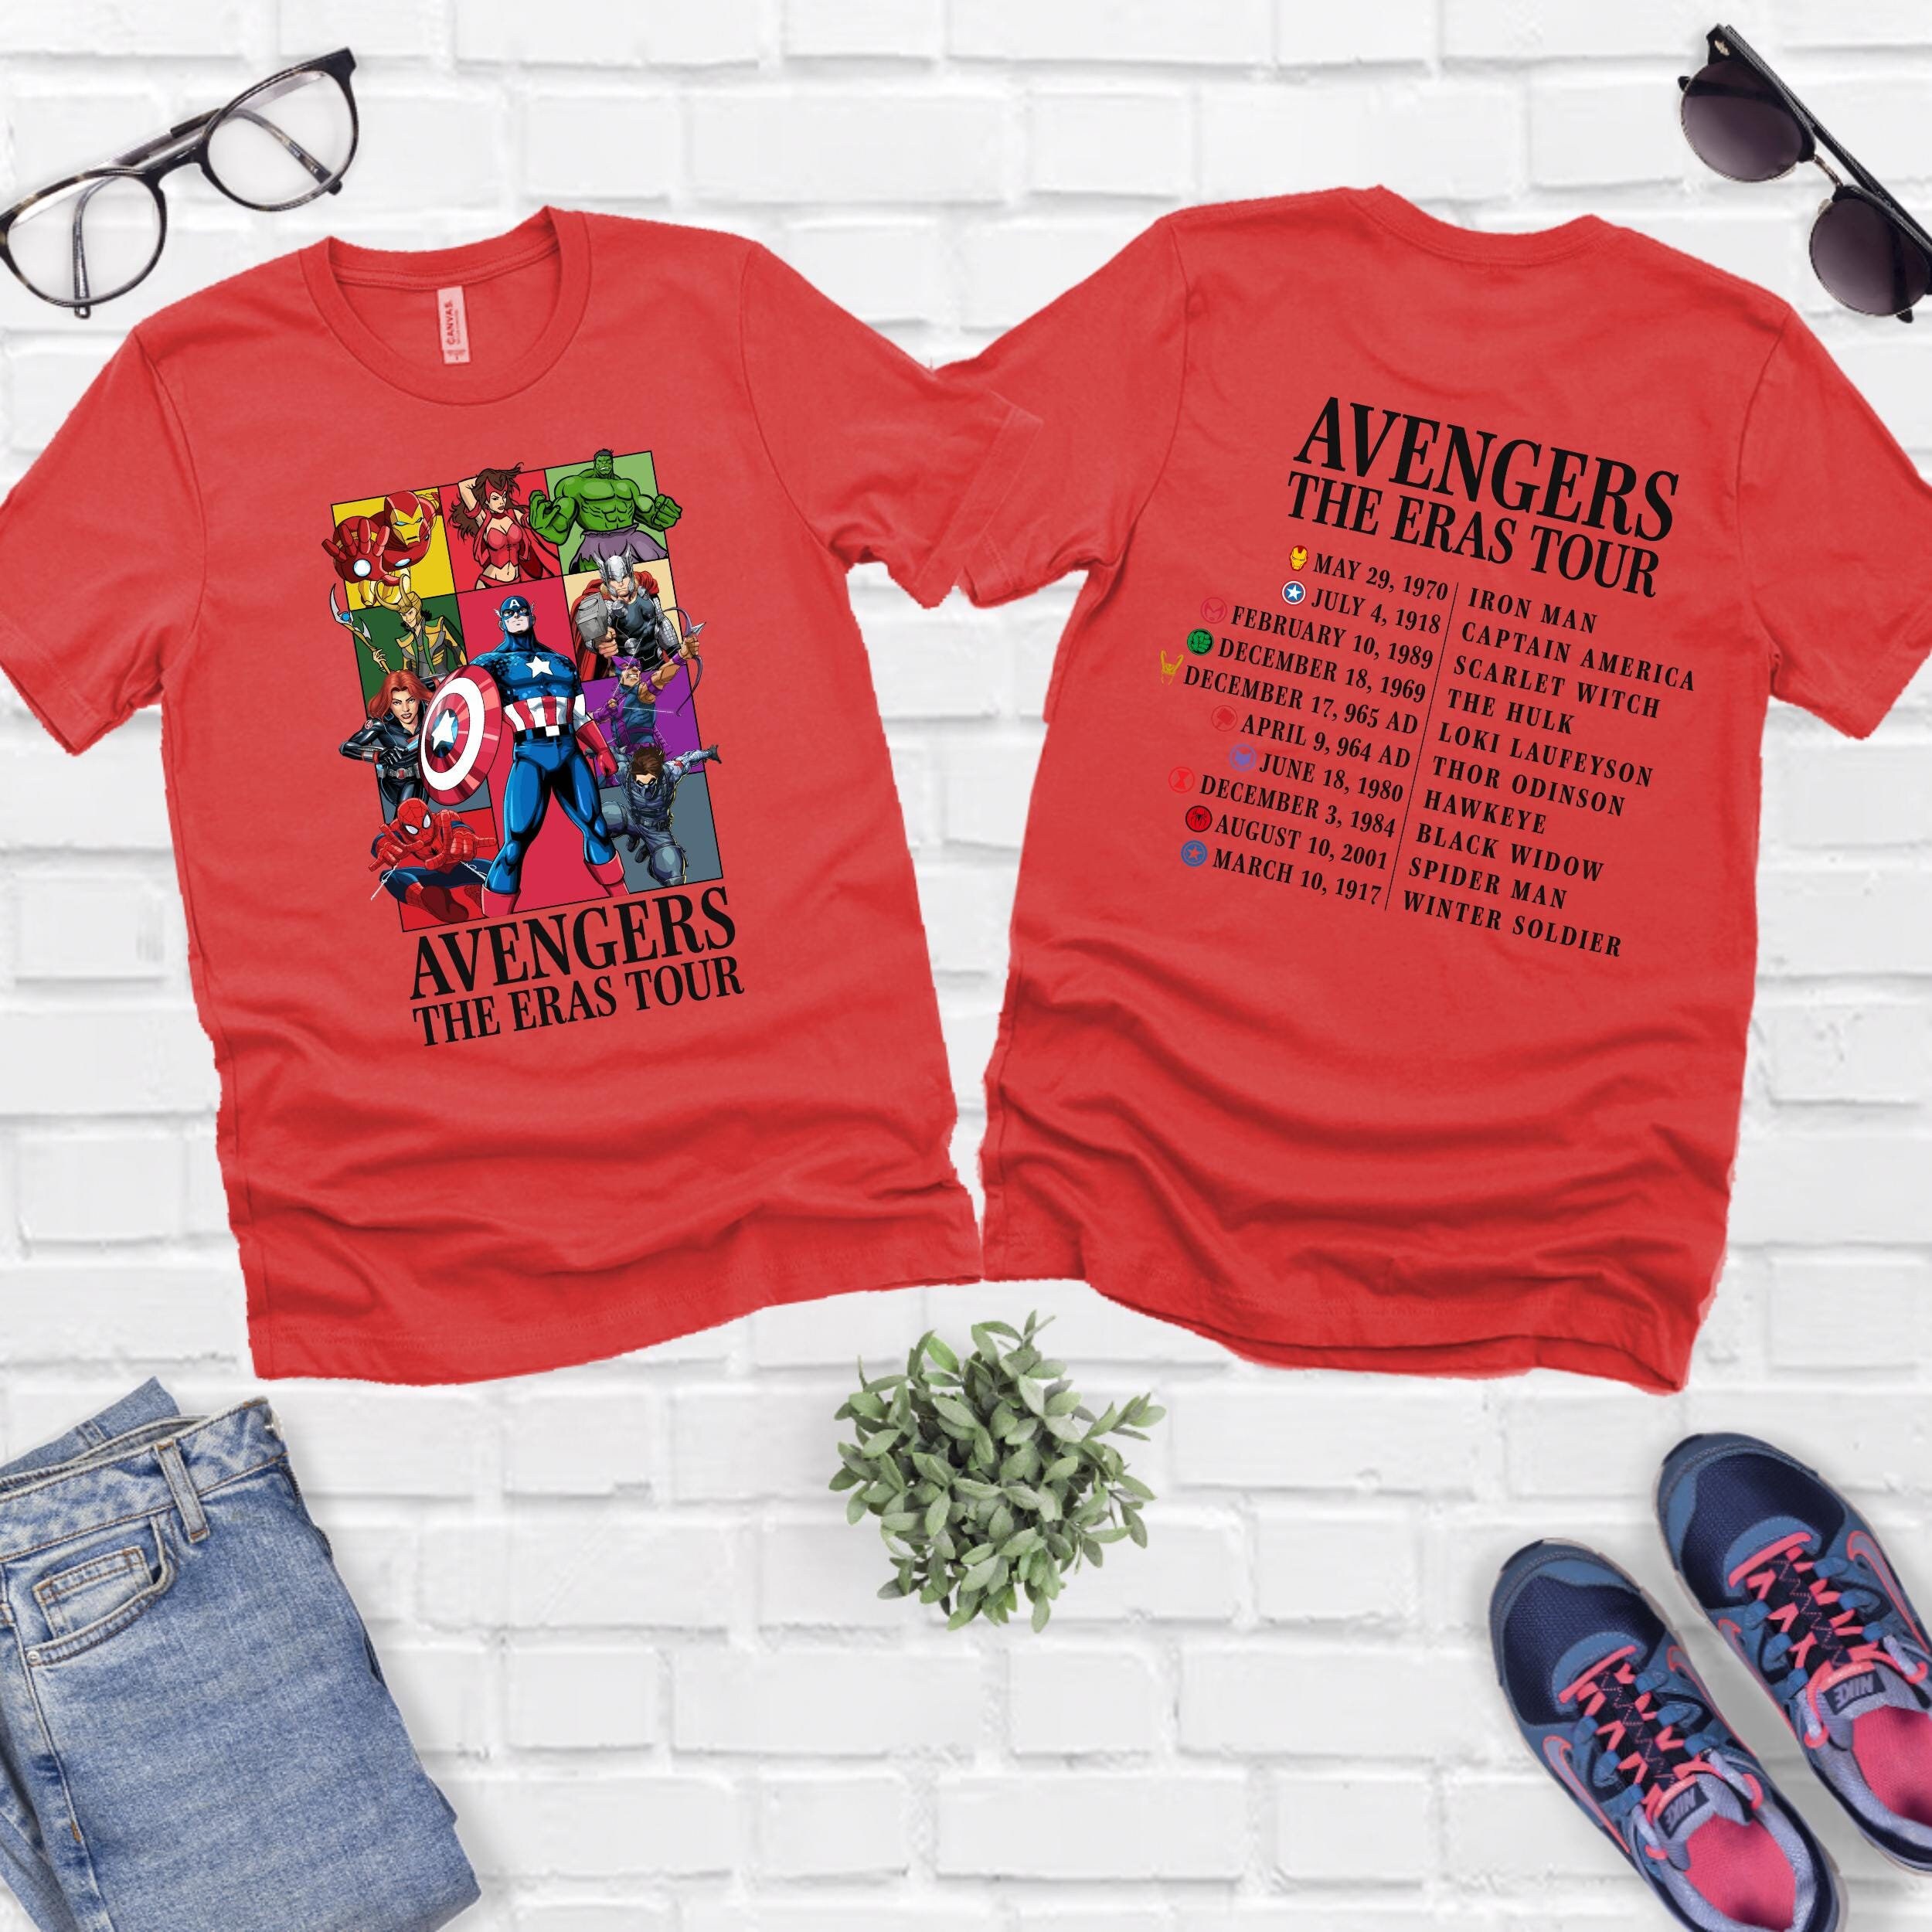 CANVAS
AVENGERS
THE ERAS TOUR
AVENGERS
THE ERAS TOUR
MAY 29, 1970 IRON MAN
JULY 4, 1918 CAPTAIN AMERICA
FEBRUARY 10, 1989 SCARLET WITCH
DECEMBER 18, 1969 THE HULK
DECEMBER 17, 965 AD LOKI LAUFEYSON
APRIL 9, 964 AD THOR ODINSON
JUNE 18, 1980 HAWKEYE
DECEMBER 3, 1984 BLACK WIDOW
AUGUST 10, 2001 SPIDER MAN
MARCH 10, 1917 WINTER SOLDIER
NIKE
NIKE